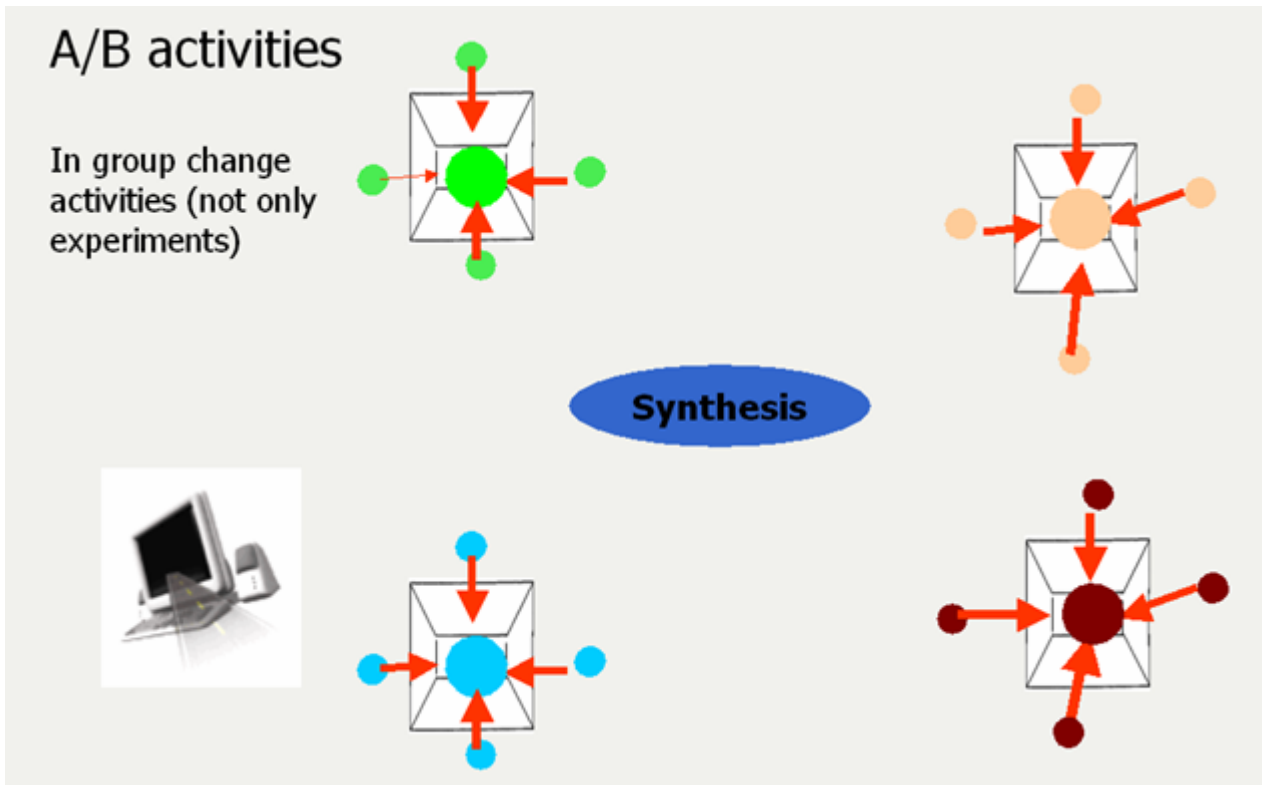 A/B activities
In group change
activities (not only
experiments)
Synthesis